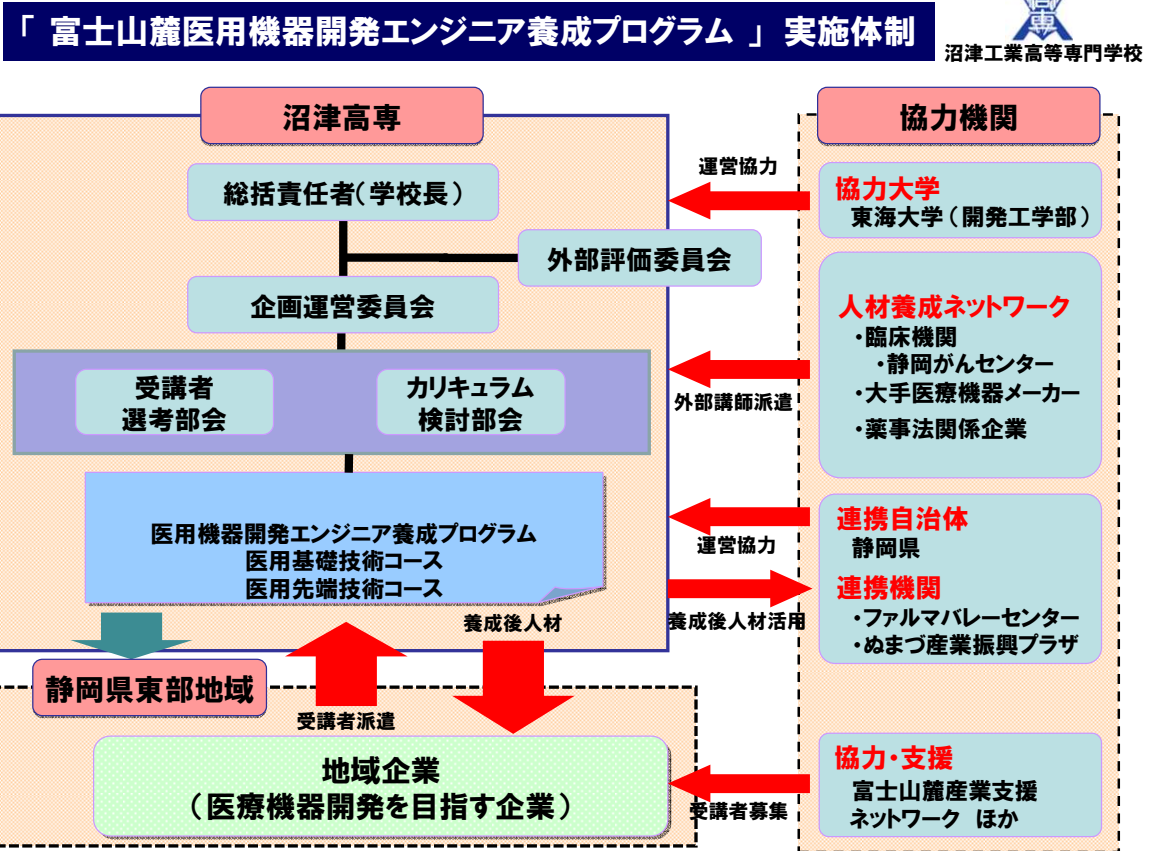 「 富士山麓医用機器開発エンジニア養成プログラム 」 実施体制
高専
沼津工業高等専門学校
沼津高専
総括責任者(学校長)
外部評価委員会
企画運営委員会
受講者
選考部会
カリキュラム
検討部会
医用機器開発エンジニア養成プログラム
医用基礎技術コース
医用先端技術コース
運営協力
外部講師派遣
運営協力
養成後人材活用
養成後人材
受講者派遣
受講者募集
協力機関
協力大学
東海大学(開発工学部)
人材養成ネットワーク
・臨床機関
・静岡がんセンター
・大手医療機器メーカー
・薬事法関係企業
連携自治体
静岡県
連携機関
・ファルマバレーセンター
・ぬまづ産業振興プラザ
協力・支援
富士山麓産業支援
ネットワーク ほか
静岡県東部地域
地域企業
(医療機器開発を目指す企業)